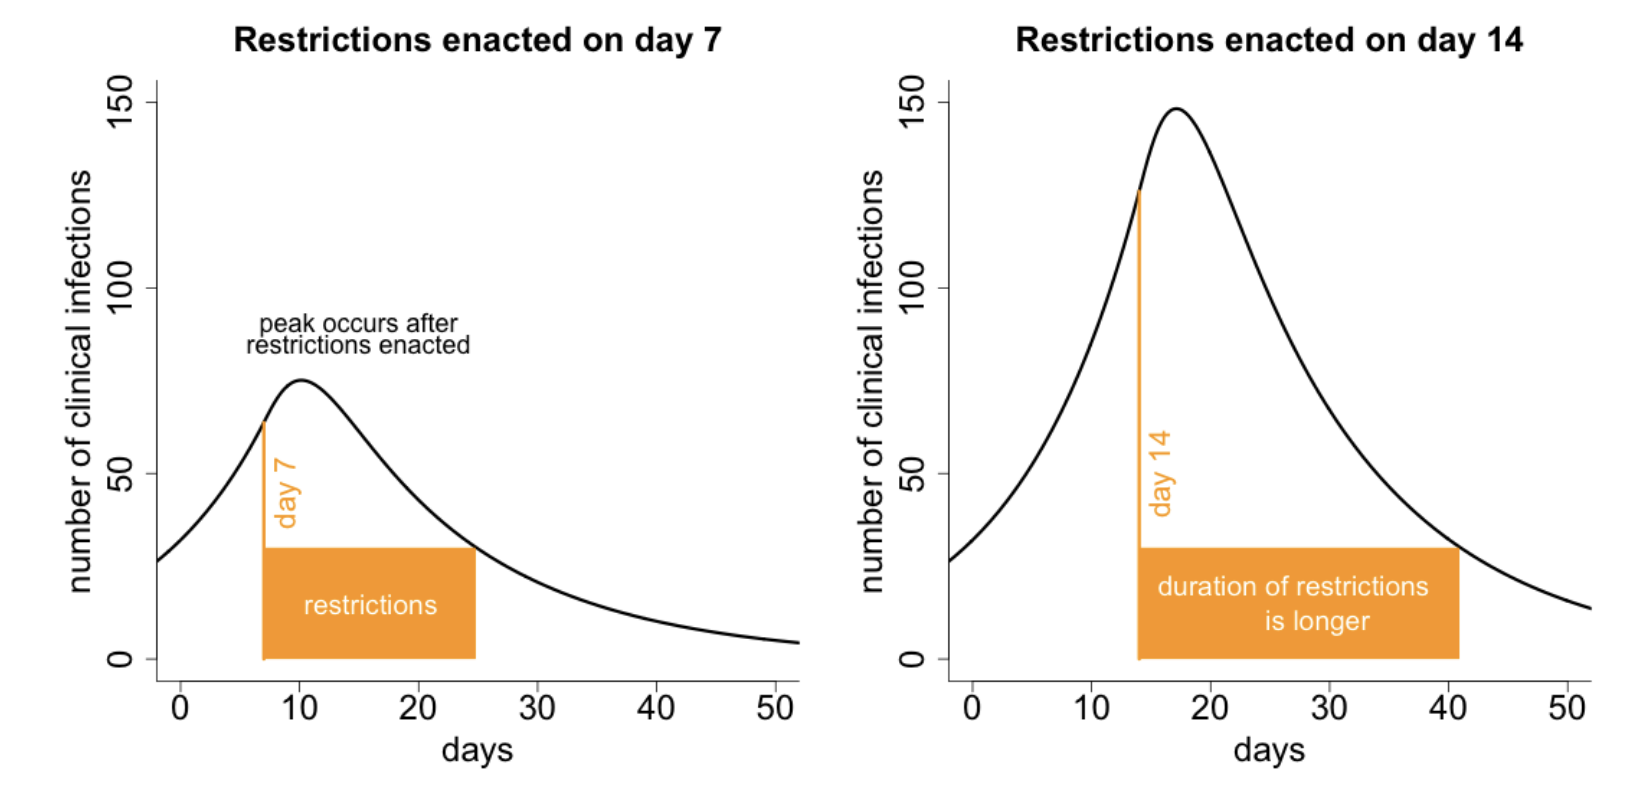 Restrictions enacted on day 7
number of clinical infections
150
100
50
0
peak occurs after
restrictions enacted
day 7
restrictions
0 10 20 30 40 50
days
Restrictions enacted on day 14
number of clinical infections
150
100
50
0
day 14
duration of restrictions
is longer
0 10 20 30 40 50
days